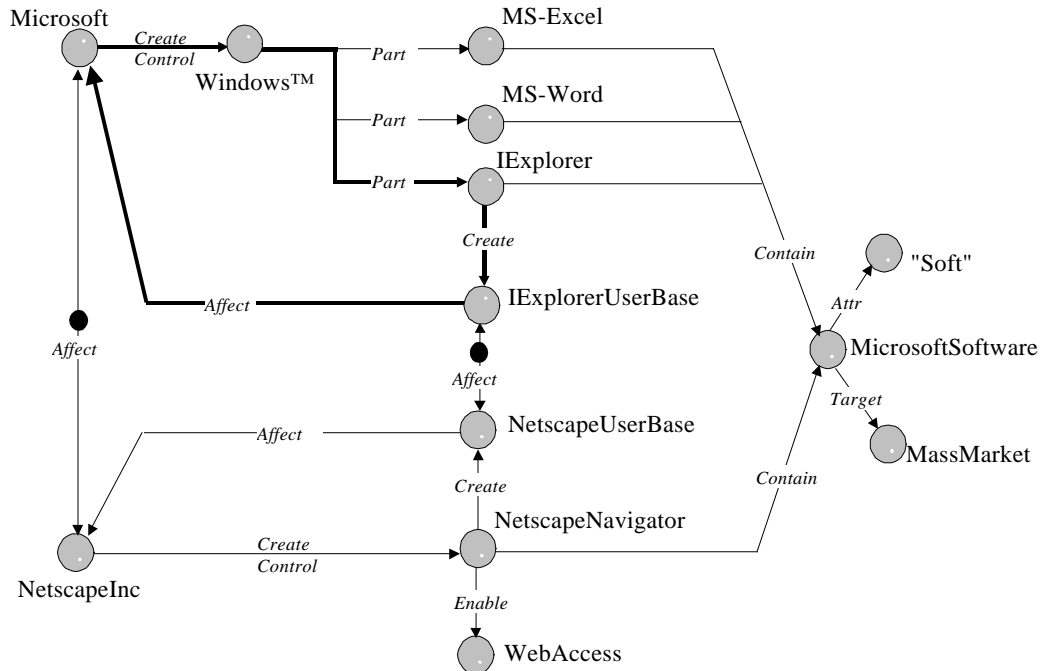 Microsoft
Create
Control
Windows™
Part
MS-Excel
Part
MS-Word
Part
IExplorer
Create
Contain
"Soft"
Attr
Affect
IExplorerUserBase
MicrosoftSoftware
Affect
Affect
Target
Affect
NetscapeUserBase
MassMarket
Create
Contain
NetscapeNavigator
Create
Control
NetscapeInc
Enable
WebAccess